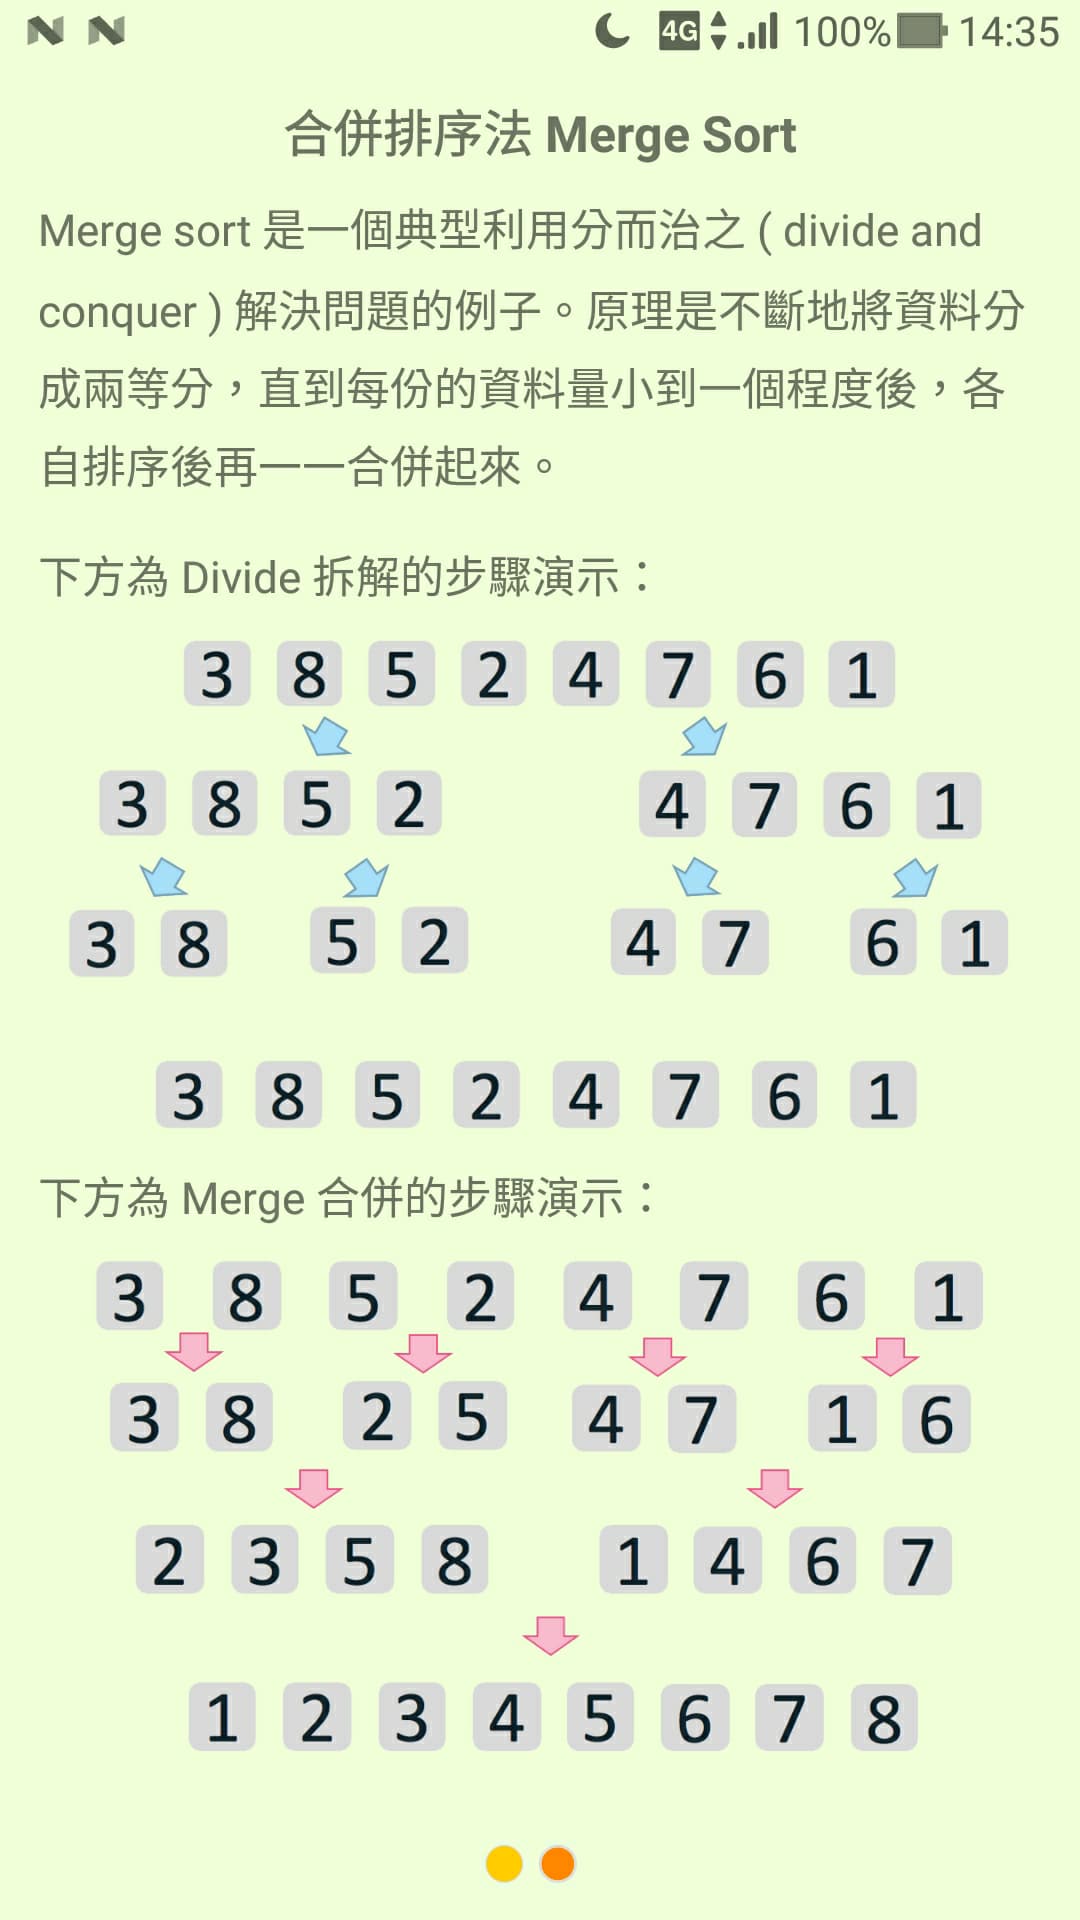 4G 100% 14:35
合併排序法 Merge Sort
Merge sort 是一個典型利用分而治之 ( divide and
conquer ) 解決問題的例子。原理是不斷地將資料分
成兩等分，直到每份的資料量小到一個程度後，各
自排序後再一一合併起來。
下方為 Divide 拆解的步驟演示：
3 8 5 2 4 7 6 1
3 8 5 2 4 7 6 1
3 8 5 2 4 7 6 1
3 8 5 2 4 7 6 1
下方為 Merge 合併的步驟演示：
3 8 5 2 4 7 6 1
3 8 2 5 4 7 1 6
2 3 5 8 1 4 6 7
1 2 3 4 5 6 7 8